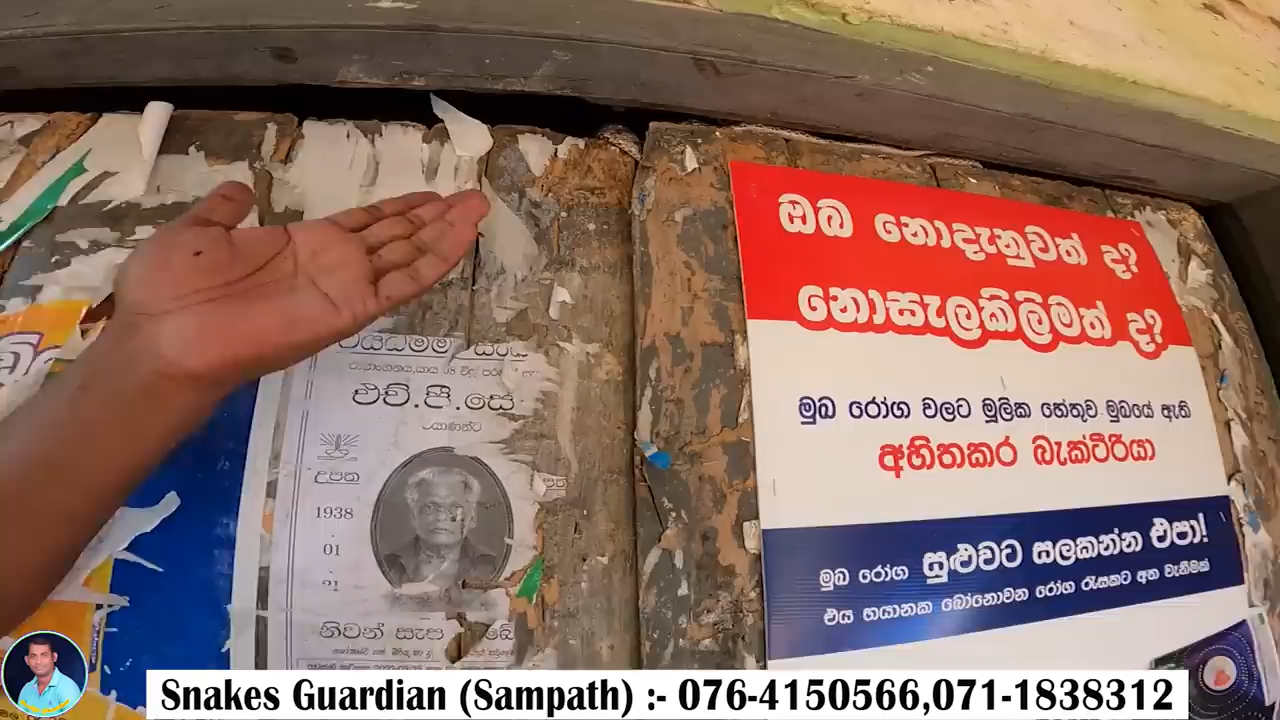 එච්.පී.සේ
උපත
1938
01
නිවන් සැප
ඔබ නොදැනුවත් ද?
නොසැලකිලිමත් ද?
මුඛ රෝග වලට මූලික හේතුව මුඛයේ ඇති
අහිතකර බැක්ටීරියා
මුඛ රෝග සුළුවට සලකන්න එපා!
එය භයානක බෝනොවන රෝග රැසකට අත වැනීමක්
Snakes Guardian (Sampath) :- 076-4150566,071-1838312